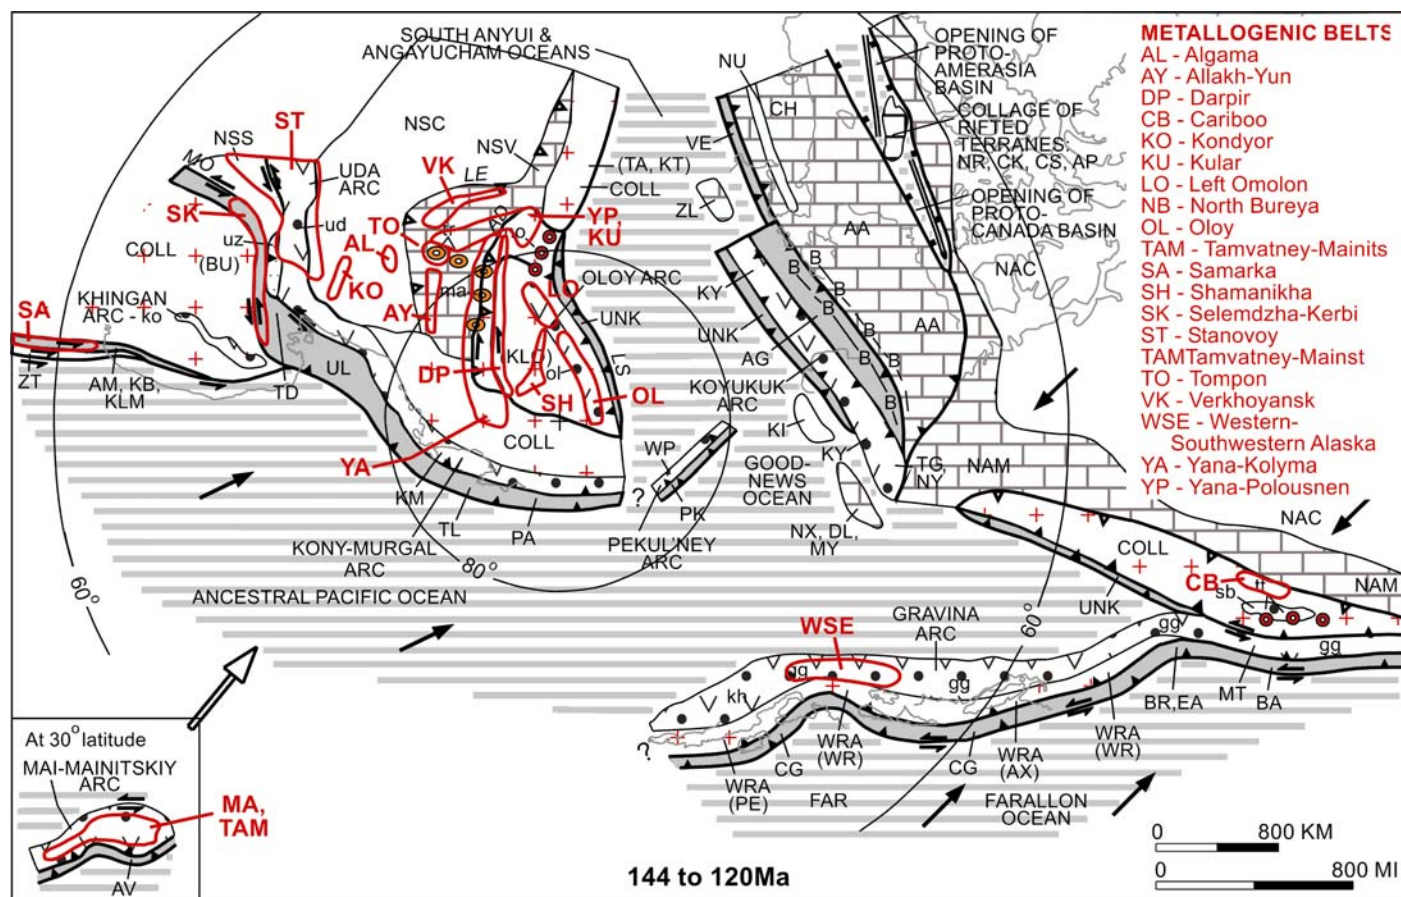 SOUTH ANYUI &
ANGAYUCHAM OCEANS
OPENING OF
PROTO-
AMERASIA
BASIN
COLLAGE OF
RIFTED
TERRANES:
NR, CK, CS, AP
OPENING OF
PROTO-
CANADA BASIN
METALLOGENIC BELTS
AL - Algama
AY - Allakh-Yun
DP - Darpir
CB - Cariboo
KO - Kondyor
KU - Kular
LO - Left Omolon
NB - North Bureya
OL - Oloy
TAM - Tamvatney-Mainits
SA - Samarka
SH - Shamanikha
SK - Selemdzha-Kerbi
ST - Stanovoy
TAMTamvatney-Mainst
TO - Tompon
VK - Verkhoyansk
WSE - Western-
Southwestern Alaska
YA - Yana-Kolyma
YP - Yana-Polousnen
NSS
ST
MO
UDA
ARC
NSC
NSV
VK
LE
(TA, KT)
COLL
NU
CH
VE
ZL
SK
COLL
(BU)
uz
ud
AL
TO
KO
AY
tr
o
ma
YP,
KU
LO
OLOY ARC
UNK
LS
KHINGAN
ARC - ko
SA
ZT
AM, KB,
KLM
TD
UL
DP
KLO)
ol
SH
OL
YA
COLL
KM
TL
PA
KONY-MURGAL
ARC
80°
60°
ANCESTRAL PACIFIC OCEAN
AA
AA
NAC
KY
UNK
AG
B
B
B
B
B
B
B
B
B
KOYUKUK
ARC
KI
KY
TG,
NY
NAM
WP
?
PK
PEKUL'NEY
ARC
GOOD-
NEWS
OCEAN
NX, DL,
MY
NAC
NAM
COLL
CB
tf
sb
UNK
GRAVINA
ARC
60°
WSE
gg
gg
gg
gg
kh
?
WRA
(PE)
CG
WRA
(WR)
CG
WRA
(AX)
WRA
(WR)
BR,EA
MT
BA
FAR
FARALLON
OCEAN
At 30° latitude
MAI-MAINITSKIY
ARC
MA,
TAM
AV
144 to 120Ma
0 800 KM
0 800 MI